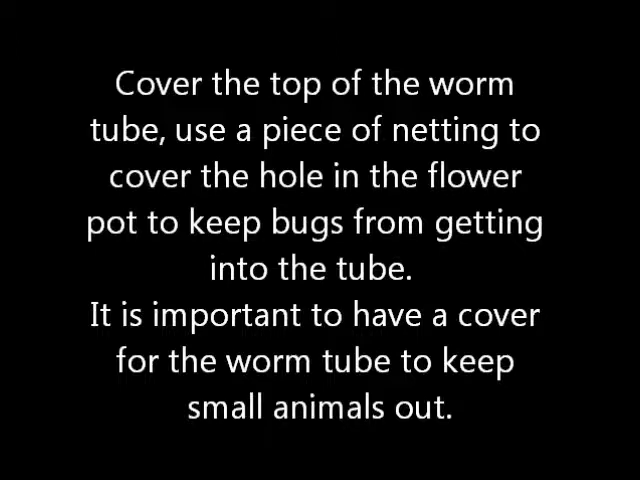 Cover the top of the worm
tube, use a piece of netting to
cover the hole in the flower
pot to keep bugs from getting
into the tube.
It is important to have a cover
for the worm tube to keep
small animals out.